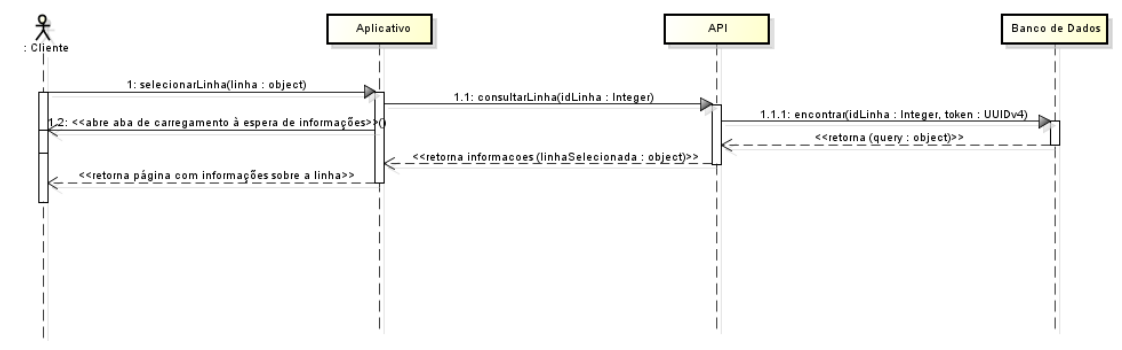 : Cliente
Aplicativo
API
Banco de Dados
1: selecionarLinha(linha : object)
1.1: consultarLinha(idLinha : Integer)
1.2: <<abre aba de carregamento à espera de informações>>()
1.1.1: encontrar(idLinha : Integer, token : UUIDv4)
<<retorna (query : object)>>
<<retorna informacoes (linhaSelecionada : object)>>
<<retorna página com informações sobre a linha>>